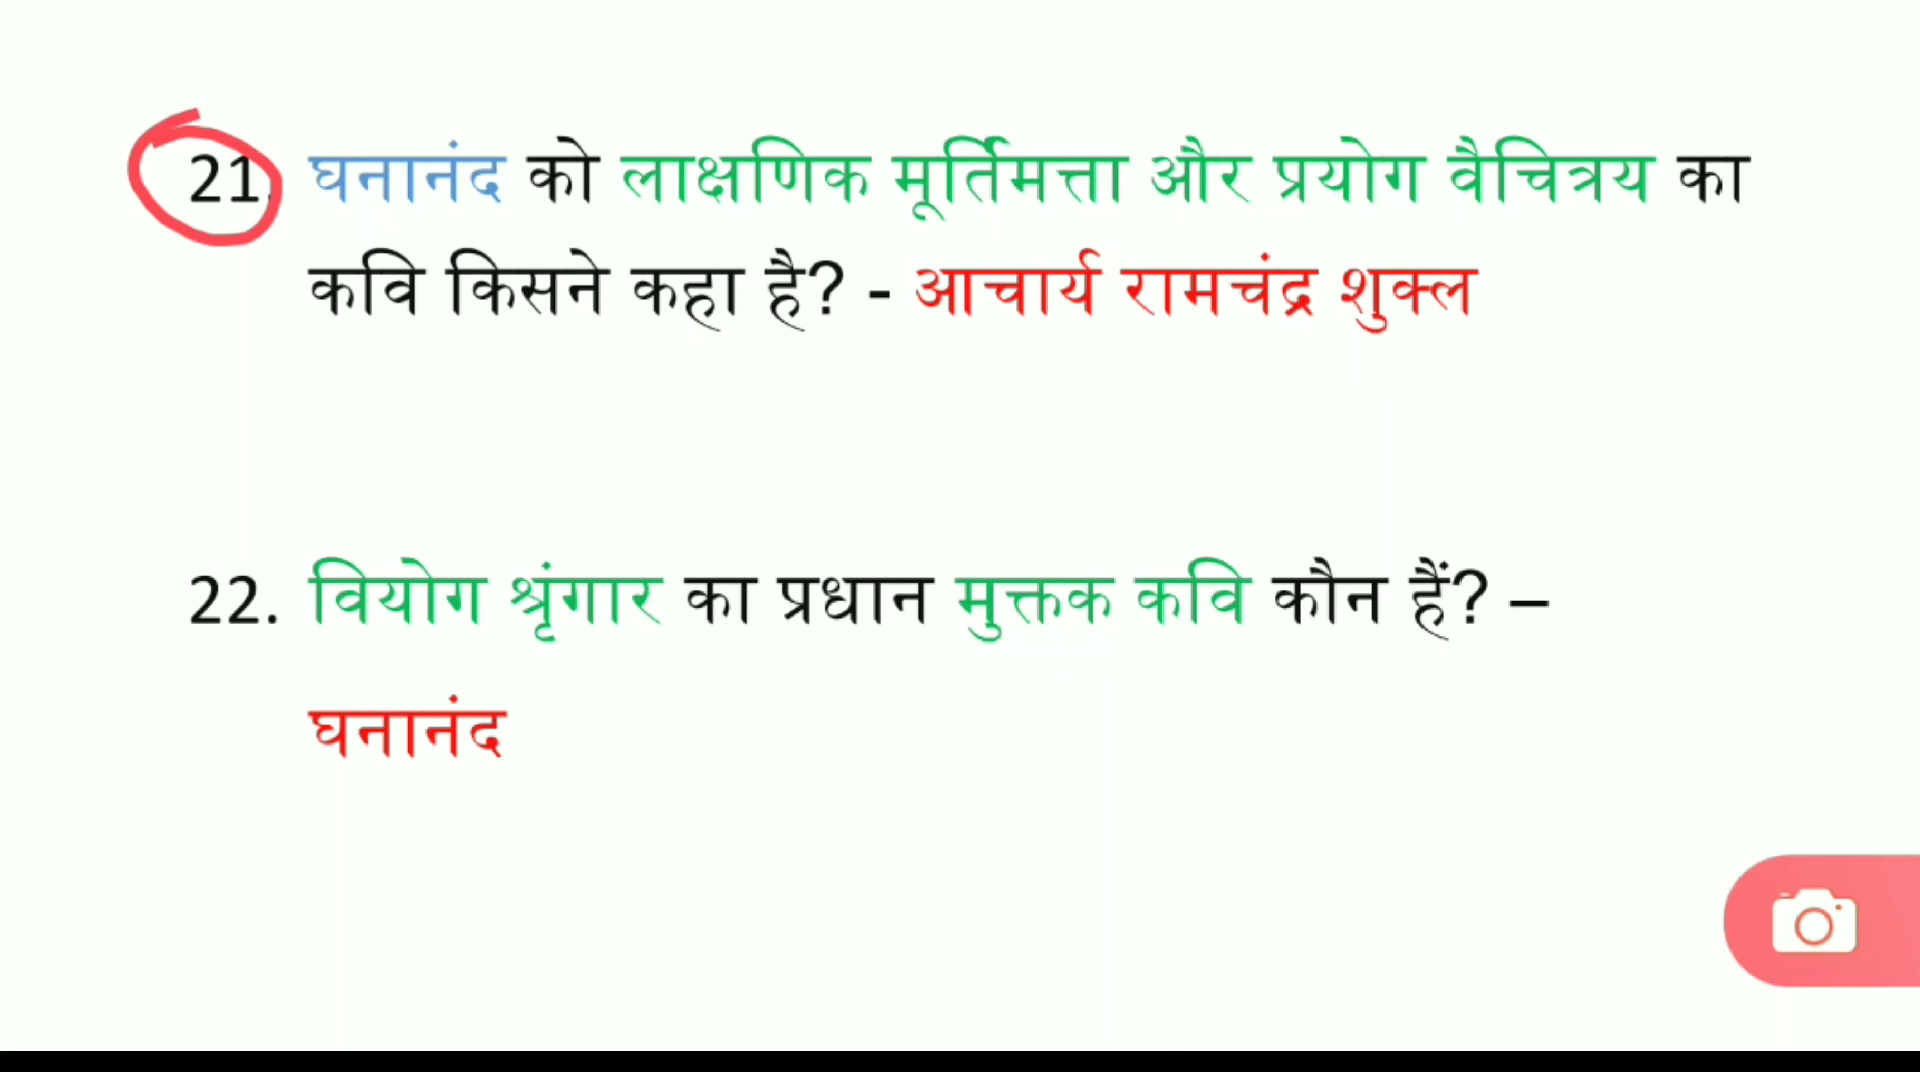 21. घनानंद को लाक्षणिक मूर्तिमत्ता और प्रयोग वैचित्रय का
कवि किसने कहा है? - आचार्य रामचंद्र शुक्ल
22. वियोग श्रृंगार का प्रधान मुक्तक कवि कौन हैं? –
घनानंद